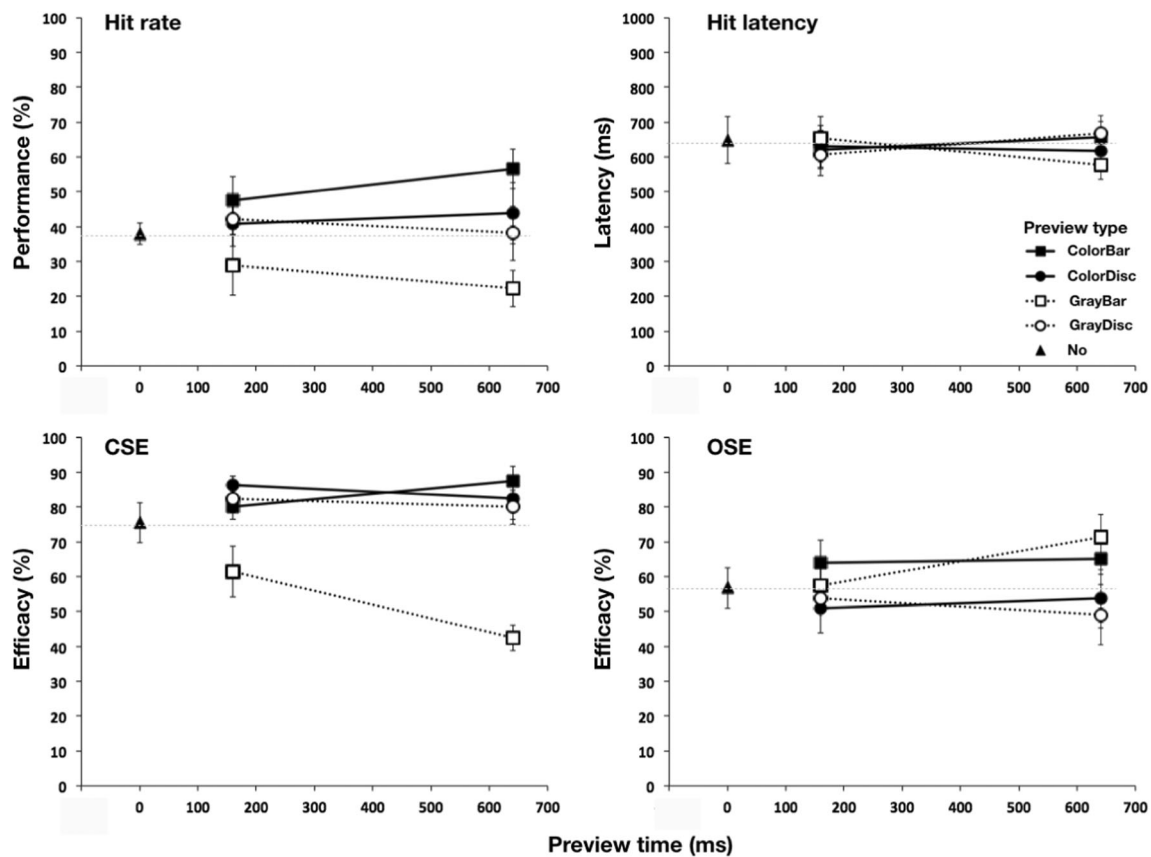 Hit rate
Performance (%)
100
90
80
70
60
50
40
30
20
10
0
0 100 200 300 400 500 600 700
Hit latency
Latency (ms)
1000
900
800
700
600
500
400
300
200
100
0
0 100 200 300 400 500 600 700
Preview type
ColorBar
ColorDisc
GrayBar
GrayDisc
No
CSE
Efficacy (%)
100
90
80
70
60
50
40
30
20
10
0
0 100 200 300 400 500 600 700
OSE
Efficacy (%)
100
90
80
70
60
50
40
30
20
10
0
0 100 200 300 400 500 600 700
Preview time (ms)